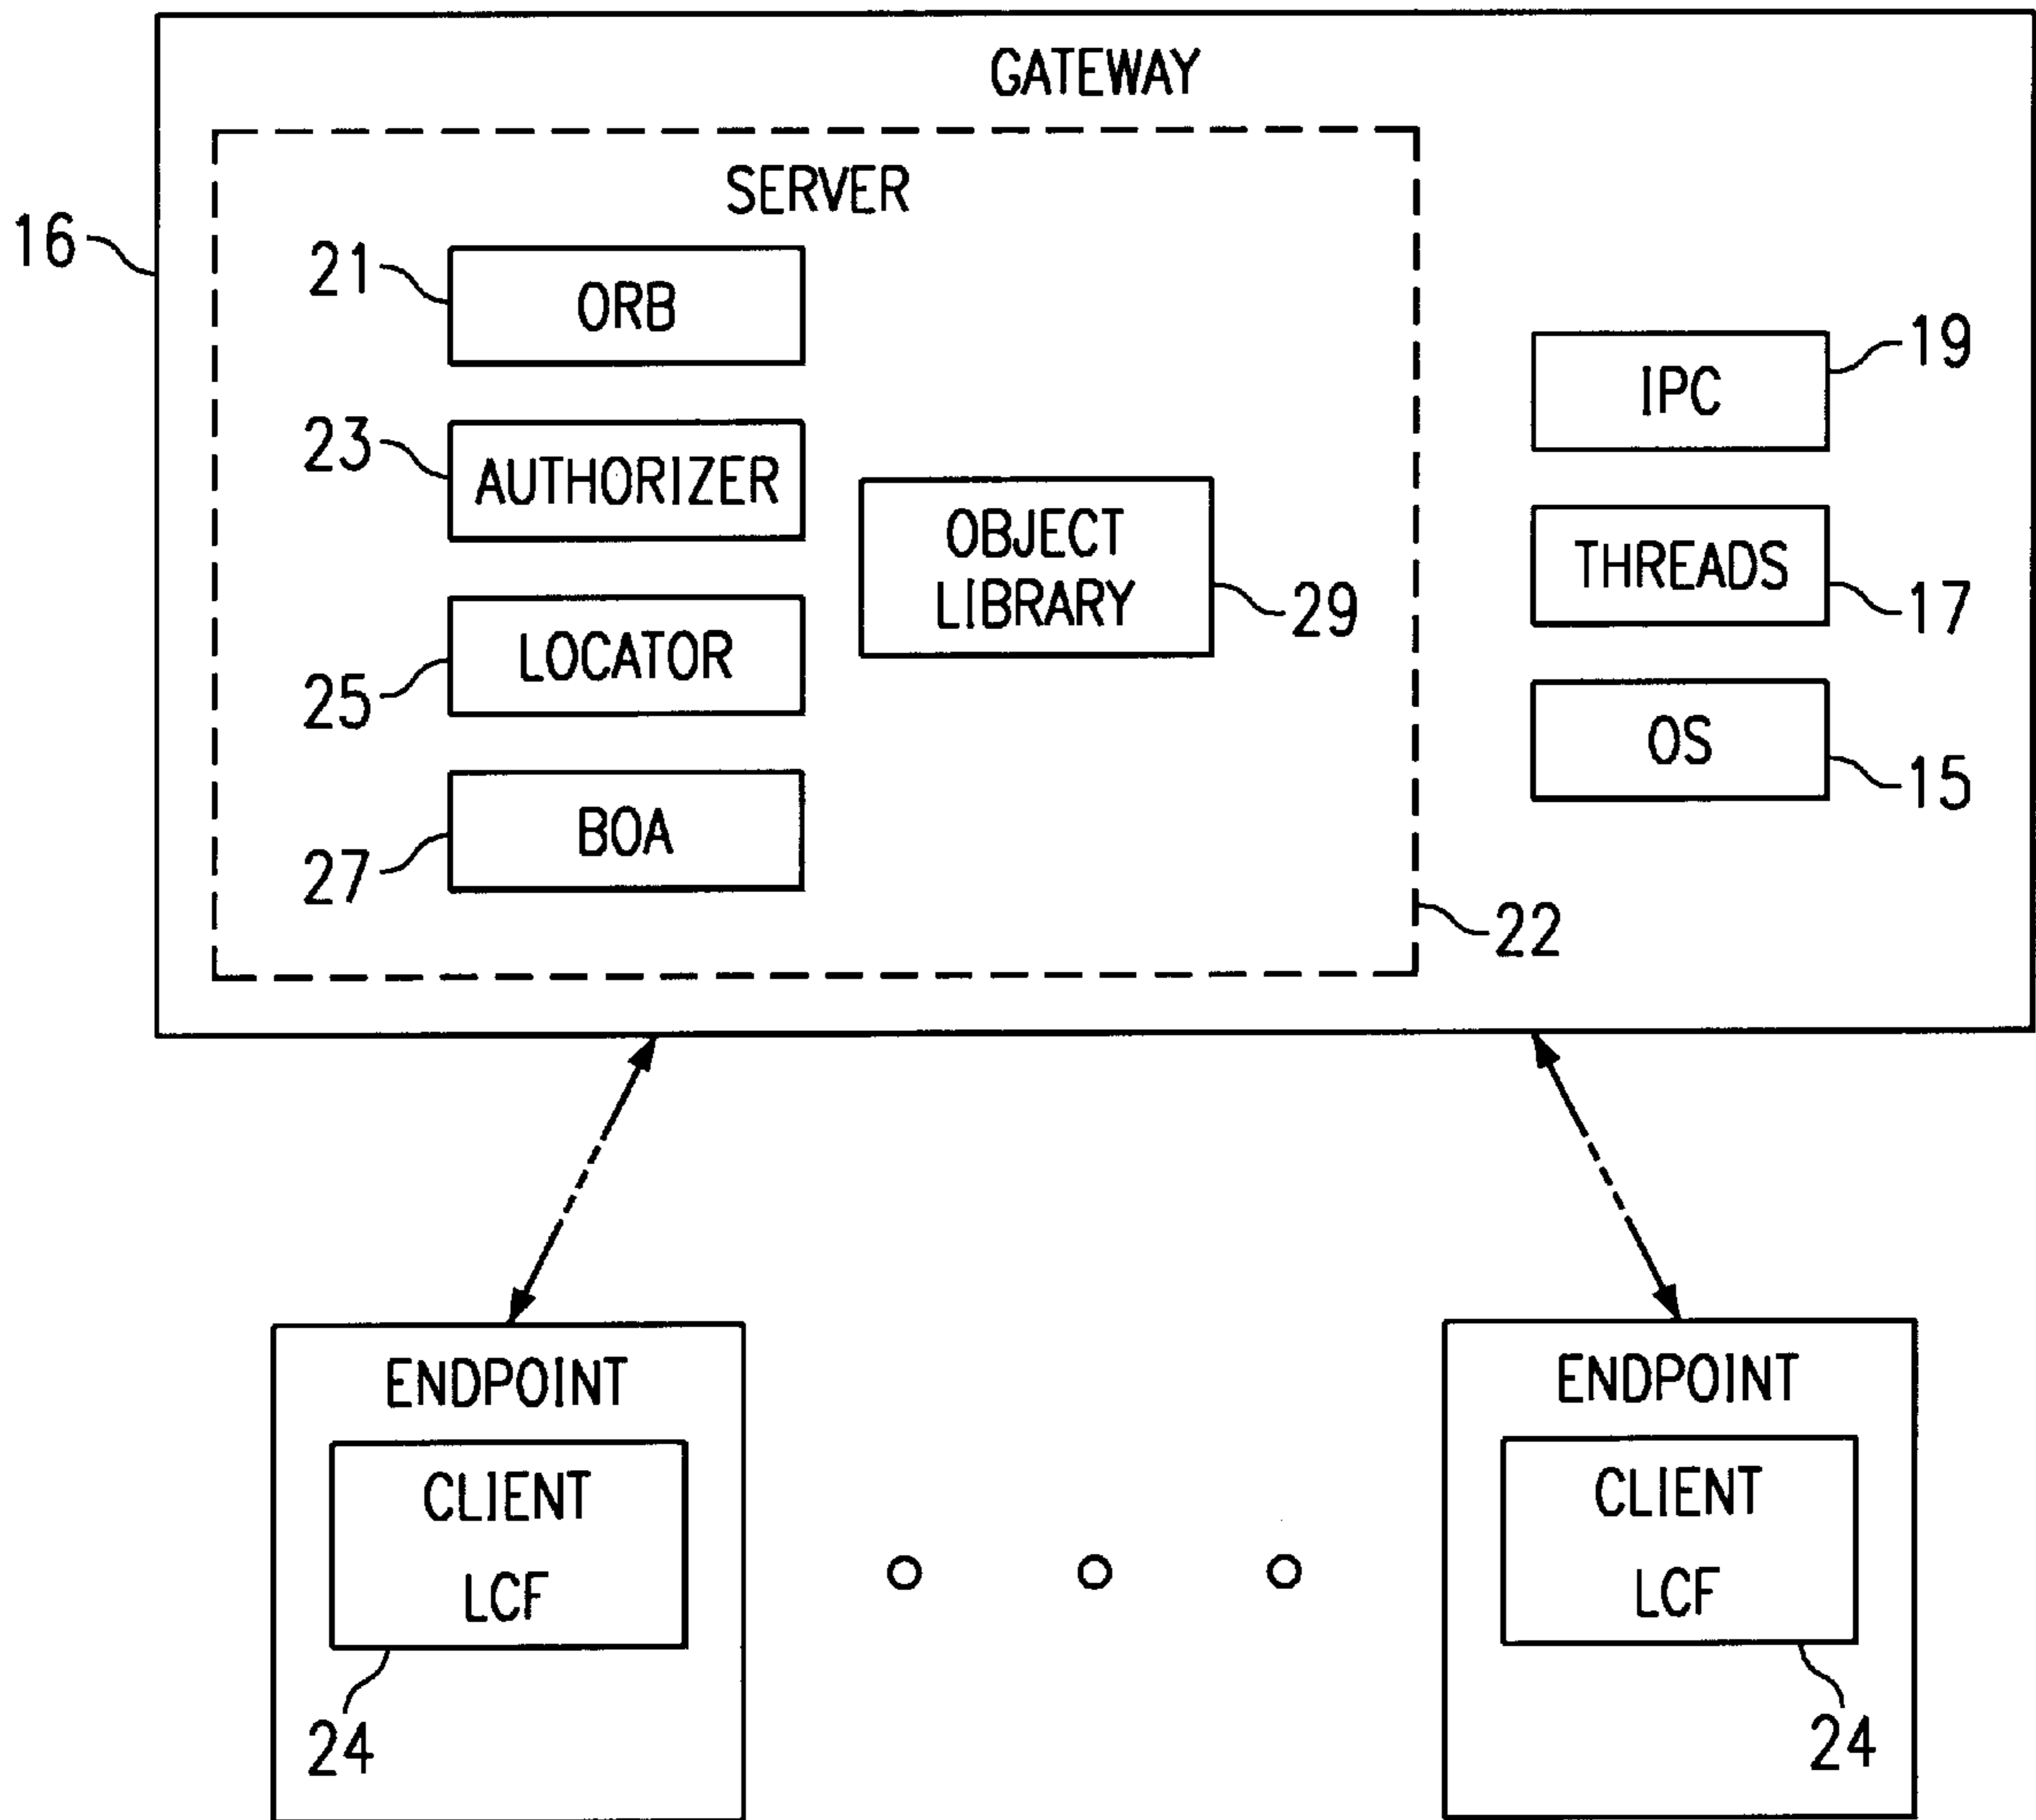 GATEWAY
SERVER
16
21
ORB
19
IPC
23
AUTHORIZER
OBJECT
LIBRARY
29
THREADS
17
25
LOCATOR
OS
15
27
BOA
22
ENDPOINT
CLIENT
LCF
24
ENDPOINT
CLIENT
LCF
24